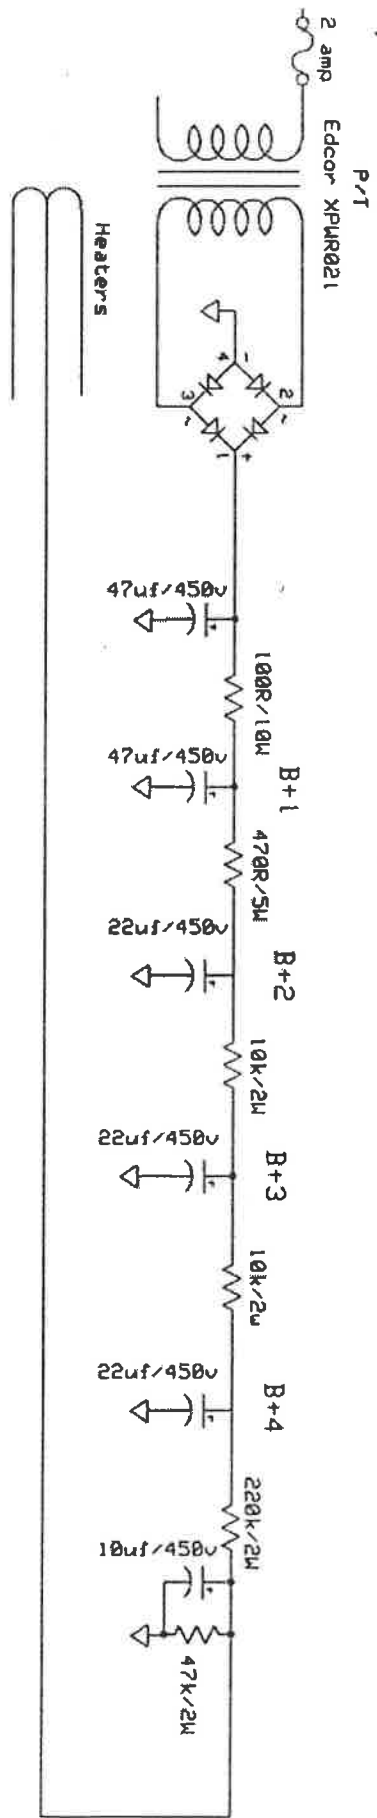 2 amp
P/T
Edcor XPWR021
Heaters
4
-
2
~
3
~
1
+
47uf/450v
100R/10W
47uf/450v
B+1
470R/5W
22uf/450v
B+2
10k/2W
22uf/450v
B+3
10k/2w
22uf/450v
B+4
220k/2W
10uf/450v
47k/2W